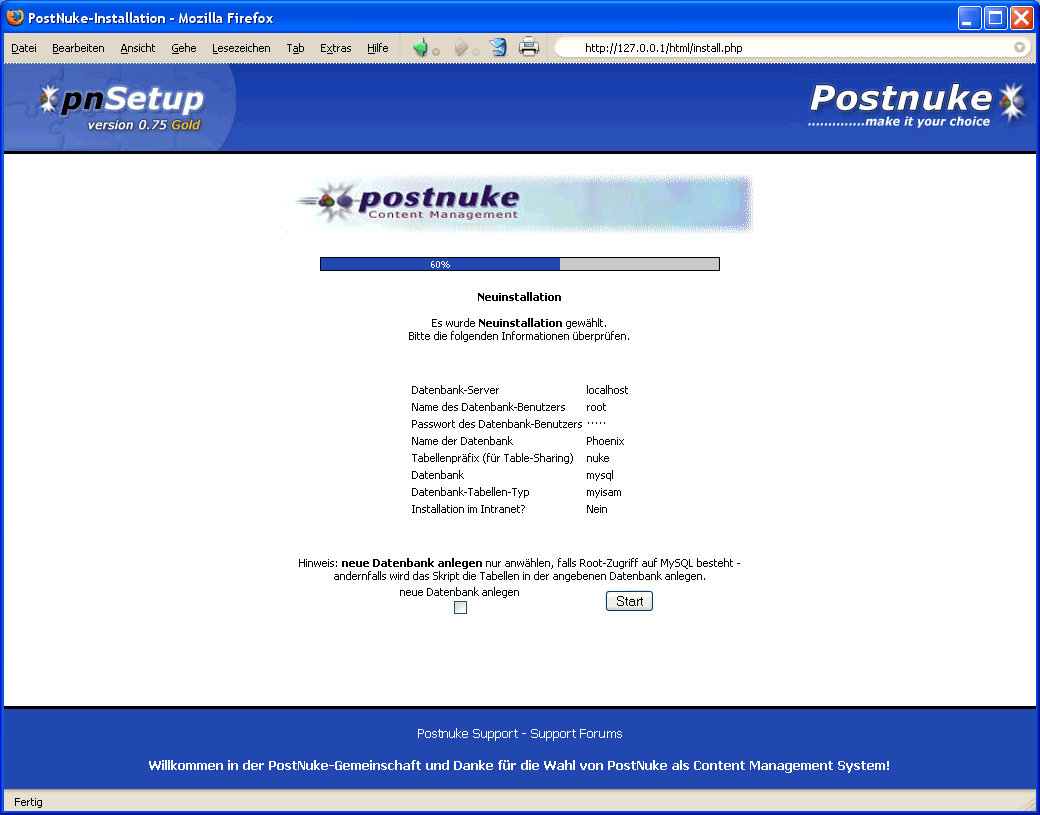 PostNuke-Installation - Mozilla Firefox
Datei Bearbeiten Ansicht Gehe Lesezeichen Tab Extras Hilfe http://127.0.0.1/html/install.php
pnSetup
version 0.75 Gold
Postnuke
..............make it your choice
postnuke
Content Management
60%
Neuinstallation
Es wurde Neuinstallation gewählt.
Bitte die folgenden Informationen überprüfen.
Datenbank-Server localhost
Name des Datenbank-Benutzers root
Passwort des Datenbank-Benutzers ·····
Name der Datenbank Phoenix
Tabellenpräfix (für Table-Sharing) nuke
Datenbank mysql
Datenbank-Tabellen-Typ myisam
Installation im Intranet? Nein
Hinweis: neue Datenbank anlegen nur anwählen, falls Root-Zugriff auf MySQL besteht -
andernfalls wird das Skript die Tabellen in der angebenen Datenbank anlegen.
neue Datenbank anlegen
Start
Postnuke Support - Support Forums
Willkommen in der PostNuke-Gemeinschaft und Danke für die Wahl von PostNuke als Content Management System!
Fertig